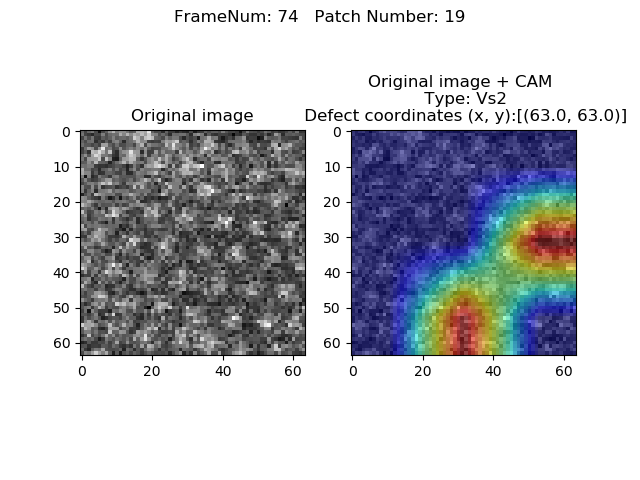 FrameNum: 74   Patch Number: 19
Original image
0
10
20
30
40
50
60
0 20 40 60
Original image + CAM
Type: Vs2
Defect coordinates (x, y):[(63.0, 63.0)]
0
10
20
30
40
50
60
0 20 40 60